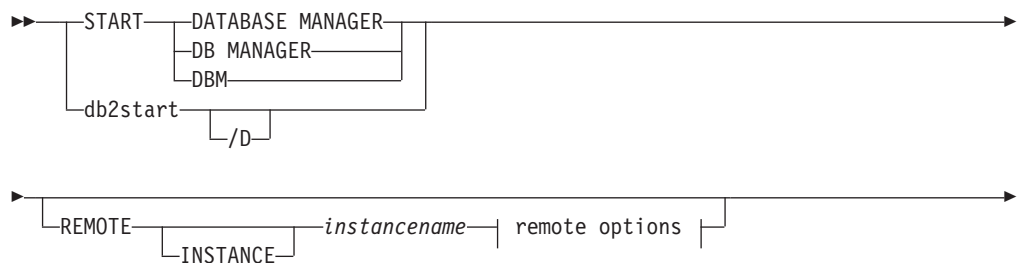 START DATABASE MANAGER
DB MANAGER
DBM
db2start
/D
REMOTE instancename remote options
INSTANCE